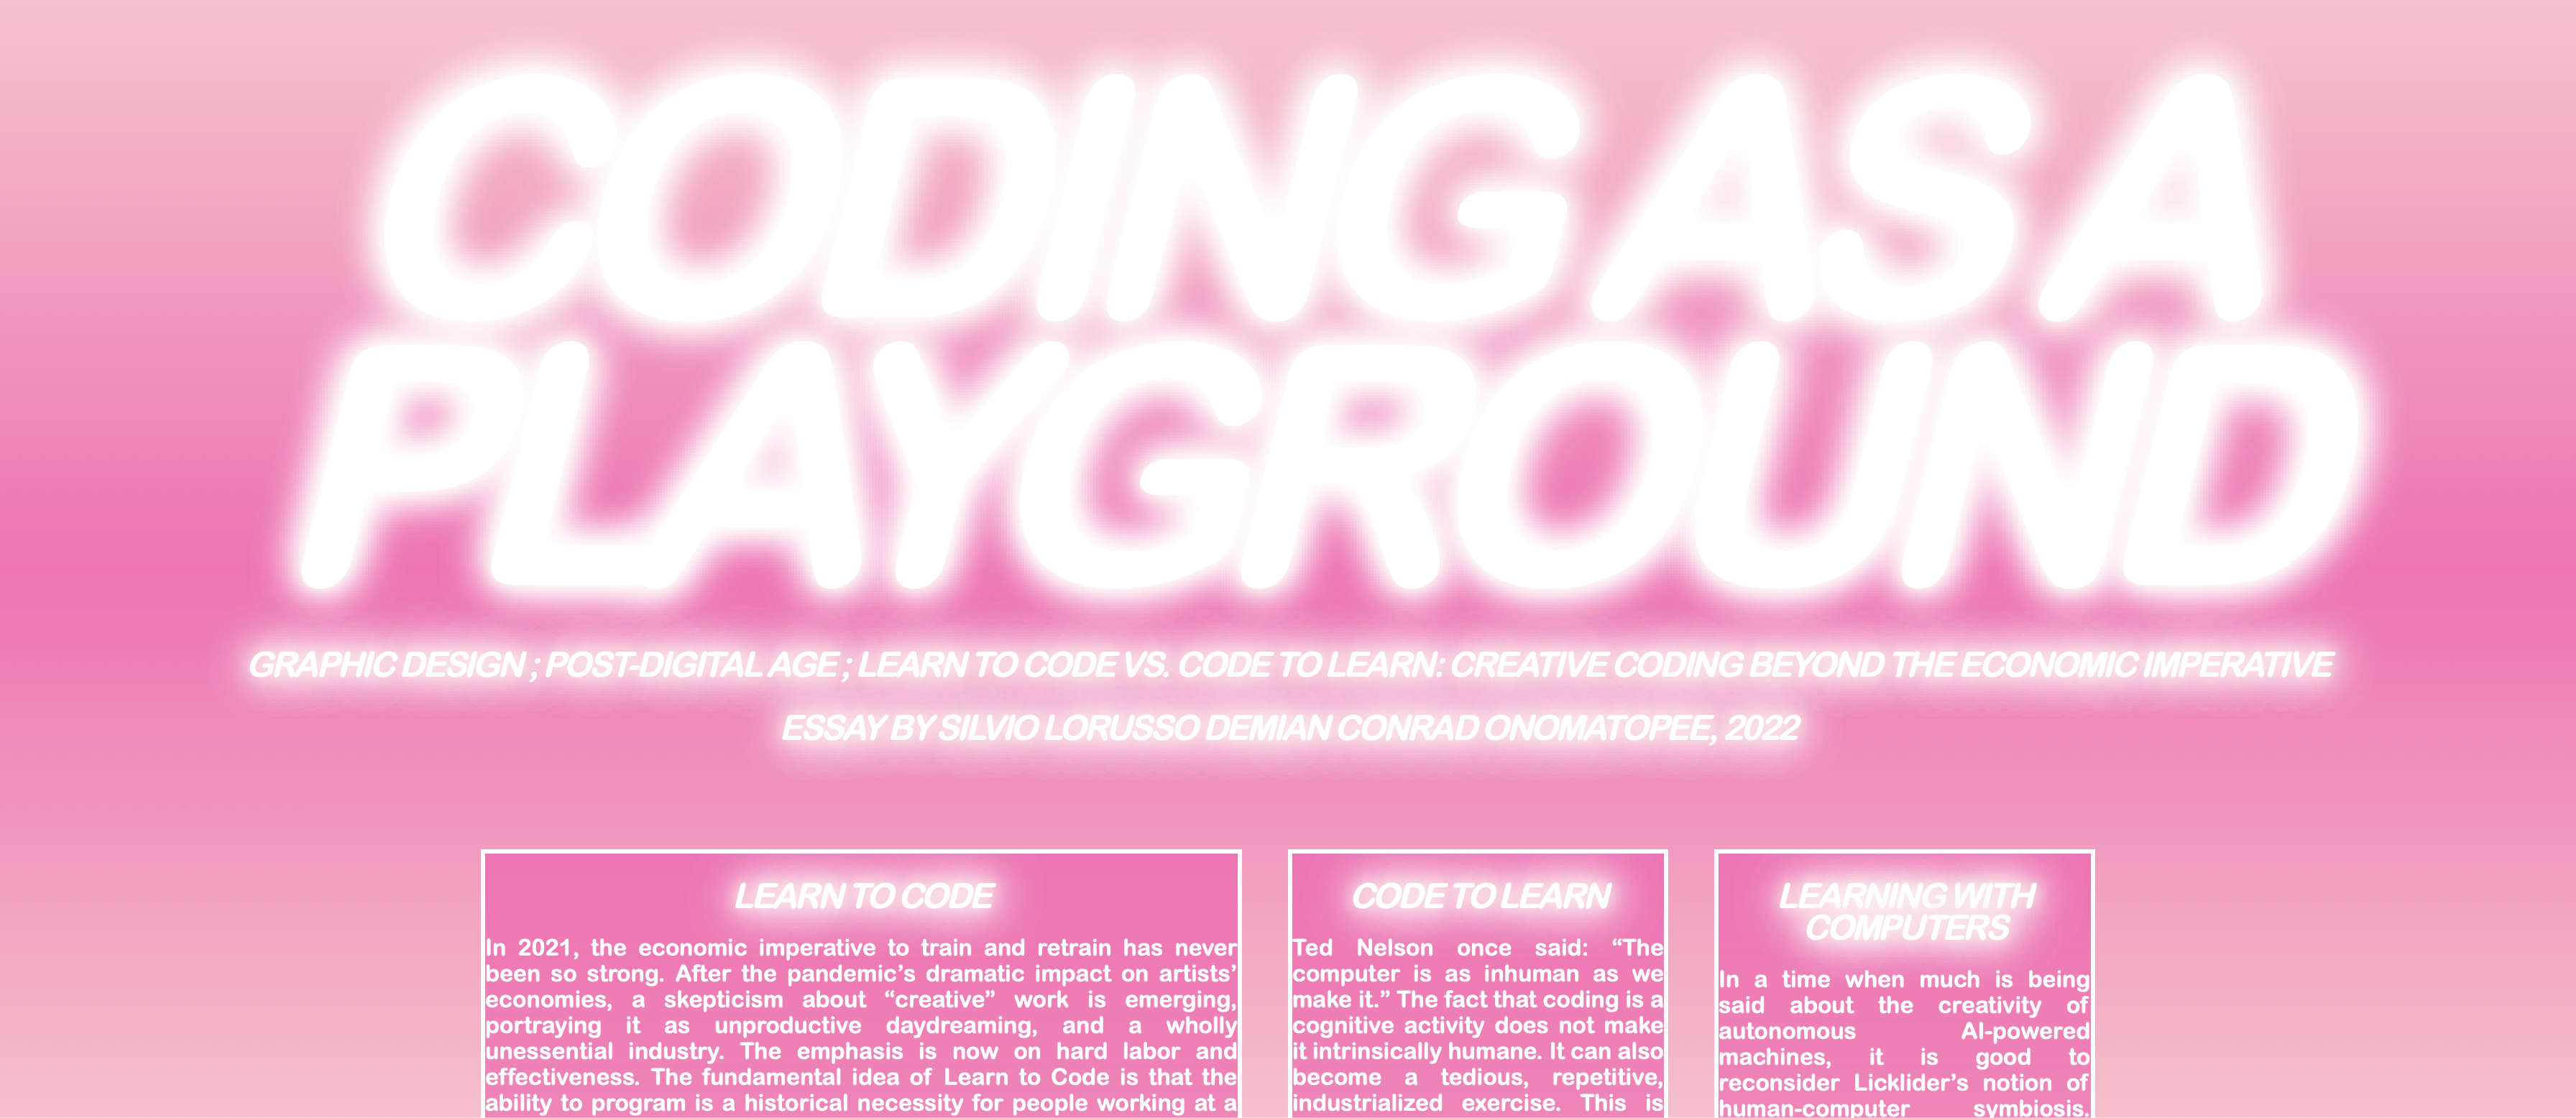 CODING AS A
PLAYGROUND
GRAPHIC DESIGN ; POST-DIGITAL AGE ; LEARN TO CODE VS. CODE TO LEARN: CREATIVE CODING BEYOND THE ECONOMIC IMPERATIVE
ESSAY BY SILVIO LORUSSO DEMIAN CONRAD ONOMATOPEE, 2022
LEARN TO CODE
In 2021, the economic imperative to train and retrain has never
been so strong. After the pandemic’s dramatic impact on artists’
economies, a skepticism about “creative” work is emerging,
portraying it as unproductive daydreaming, and a wholly
unessential industry. The emphasis is now on hard labor and
effectiveness. The fundamental idea of Learn to Code is that the
ability to program is a historical necessity for people working at a
CODE TO LEARN
Ted Nelson once said: “The
computer is as inhuman as we
make it.” The fact that coding is a
cognitive activity does not make
it intrinsically humane. It can also
become a tedious, repetitive,
industrialized exercise. This is
LEARNING WITH
COMPUTERS
In a time when much is being
said about the creativity of
autonomous AI-powered
machines, it is good to
reconsider Licklider’s notion of
human-computer symbiosis.